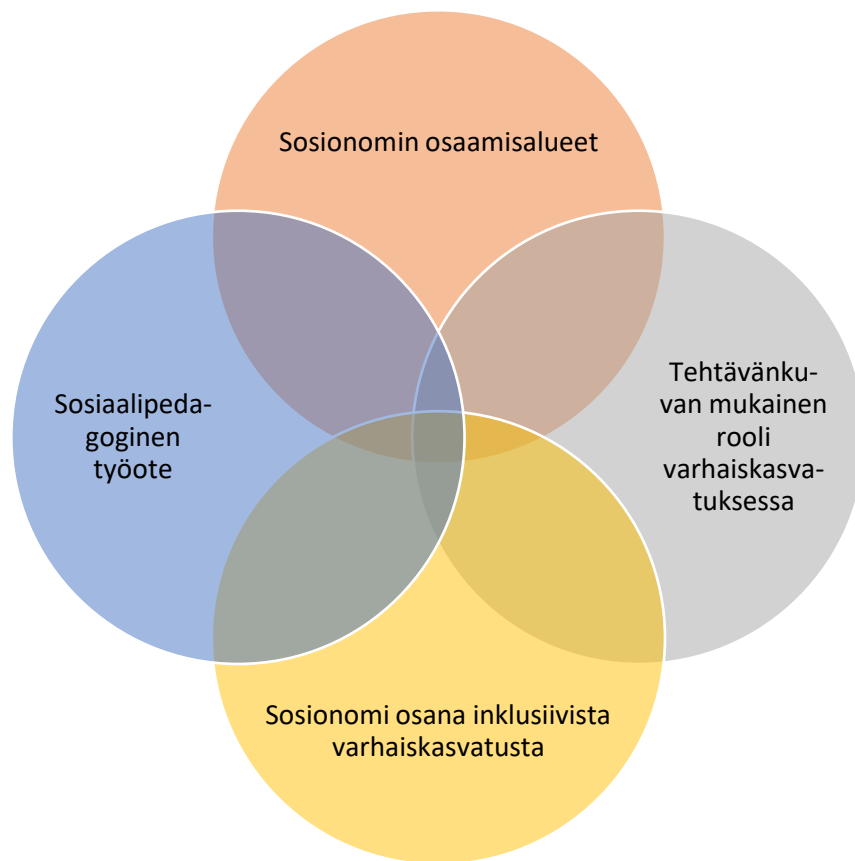 Sosionomin osaamisalueet
Sosiaalipeda-
goginen
työote
Tehtävänku-
van mukainen
rooli
varhaiskasva-
tuksessa
Sosionomi osana inklusiivista
varhaiskasvatusta